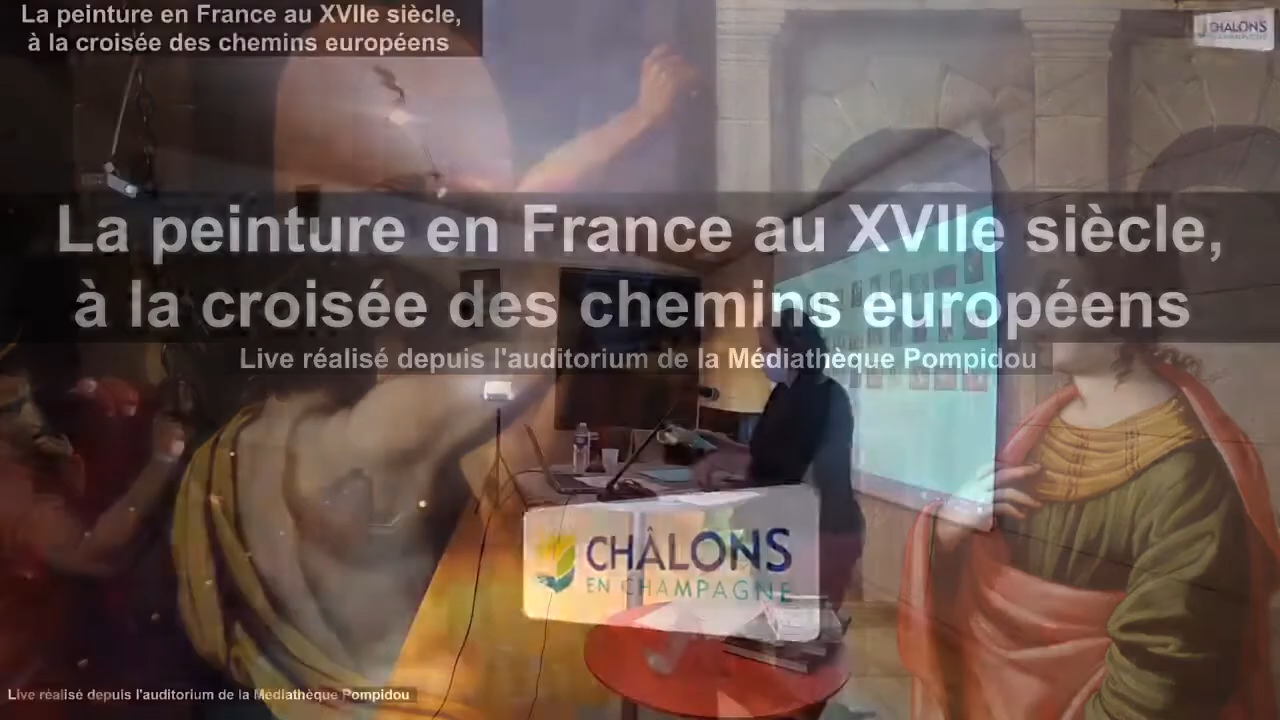 La peinture en France au XVIIe siècle,
à la croisée des chemins européens
CHÂLONS
EN CHAMPAGNE
La peinture en France au XVIIe siècle,
à la croisée des chemins européens
Live réalisé depuis l'auditorium de la Médiathèque Pompidou
CHÂLONS
EN CHAMPAGNE
Live réalisé depuis l'auditorium de la Médiathèque Pompidou